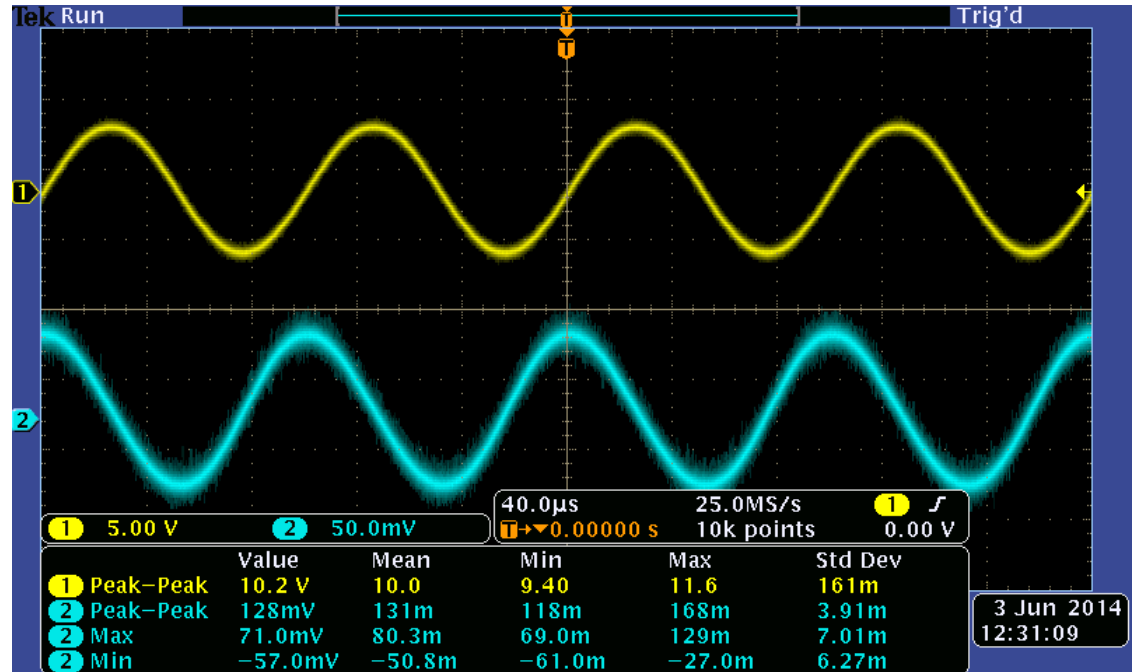 Tek Run Trig'd
T
T
1
2
40.0µs 25.0MS/s 1
1 5.00 V 2 50.0mV T→▼0.00000 s 10k points 0.00 V
Value Mean Min Max Std Dev
1 Peak−Peak 10.2 V 10.0 9.40 11.6 161m
2 Peak−Peak 128mV 131m 118m 168m 3.91m
2 Max 71.0mV 80.3m 69.0m 129m 7.01m
2 Min −57.0mV −50.8m −61.0m −27.0m 6.27m
3 Jun 2014
12:31:09